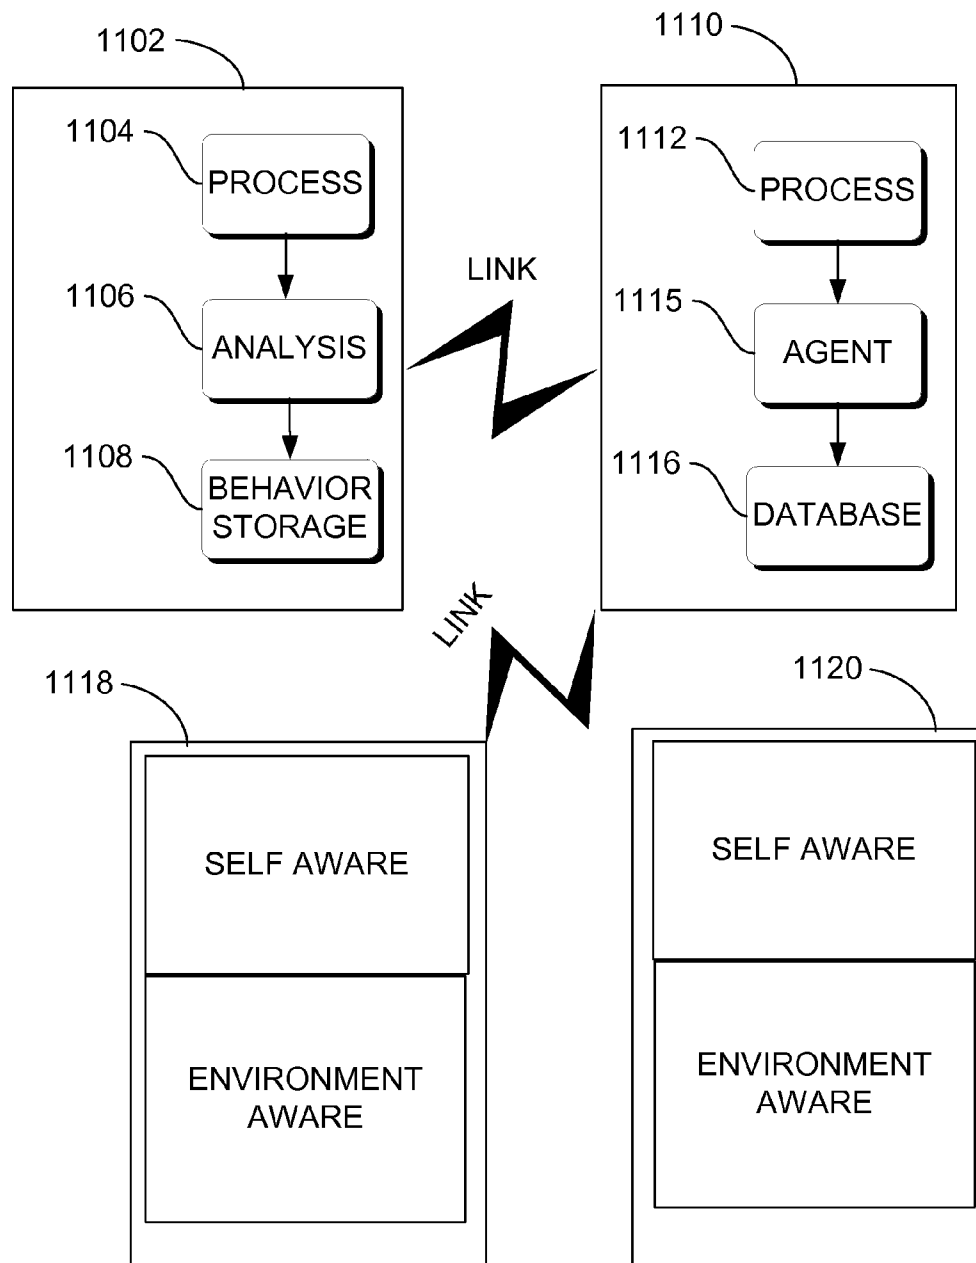 1102
1104
PROCESS
1106
ANALYSIS
1108
BEHAVIOR
STORAGE
LINK
1110
1112
PROCESS
1115
AGENT
1116
DATABASE
LINK
1118
SELF AWARE
ENVIRONMENT
AWARE
1120
SELF AWARE
ENVIRONMENT
AWARE